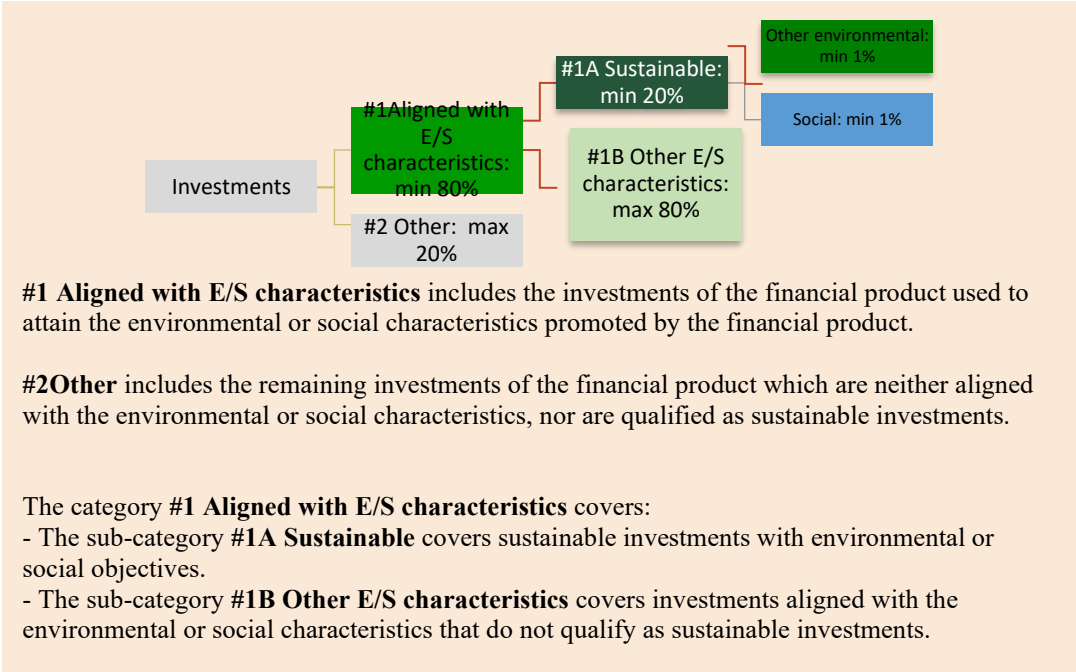 Other environmental:
min 1%
#1A Sustainable:
min 20%
Social: min 1%
#1Aligned with
E/S
characteristics:
min 80%
#1B Other E/S
characteristics:
max 80%
Investments
#2 Other:  max
20%
#1 Aligned with E/S characteristics includes the investments of the financial product used to
attain the environmental or social characteristics promoted by the financial product.
#2Other includes the remaining investments of the financial product which are neither aligned
with the environmental or social characteristics, nor are qualified as sustainable investments.
The category #1 Aligned with E/S characteristics covers:
- The sub-category #1A Sustainable covers sustainable investments with environmental or
social objectives.
- The sub-category #1B Other E/S characteristics covers investments aligned with the
environmental or social characteristics that do not qualify as sustainable investments.